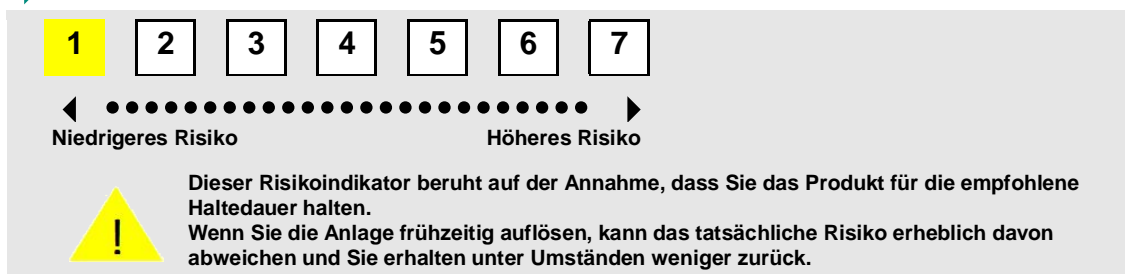 1 2 3 4 5 6 7
Niedrigeres Risiko Höheres Risiko
Dieser Risikoindikator beruht auf der Annahme, dass Sie das Produkt für die empfohlene
Haltedauer halten.
!
Wenn Sie die Anlage frühzeitig auflösen, kann das tatsächliche Risiko erheblich davon
abweichen und Sie erhalten unter Umständen weniger zurück.